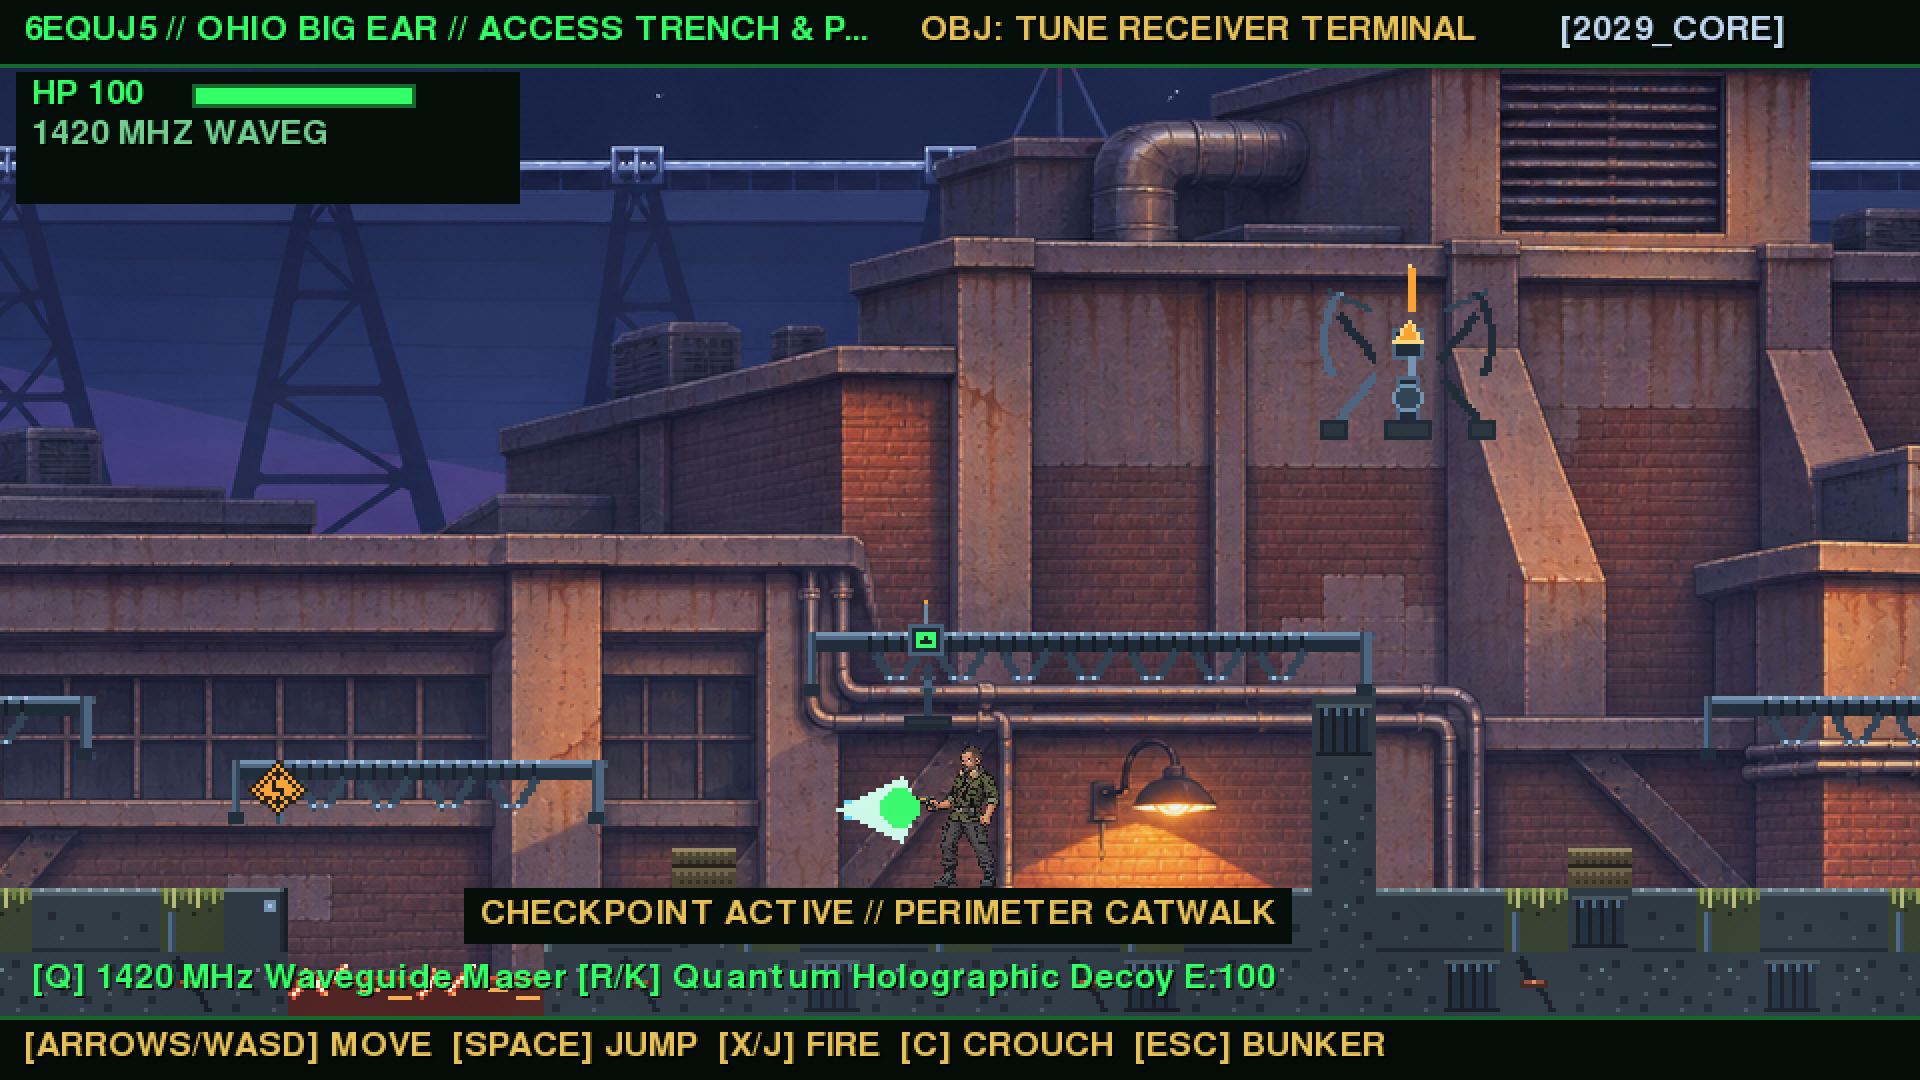 6EQUJ5 // OHIO BIG EAR // ACCESS TRENCH & P... OBJ: TUNE RECEIVER TERMINAL [2029_CORE]
HP 100
1420 MHZ WAVEG
CHECKPOINT ACTIVE // PERIMETER CATWALK
[Q] 1420 MHz Waveguide Maser [R/K] Quantum Holographic Decoy E:100
[ARROWS/WASD] MOVE [SPACE] JUMP [X/J] FIRE [C] CROUCH [ESC] BUNKER